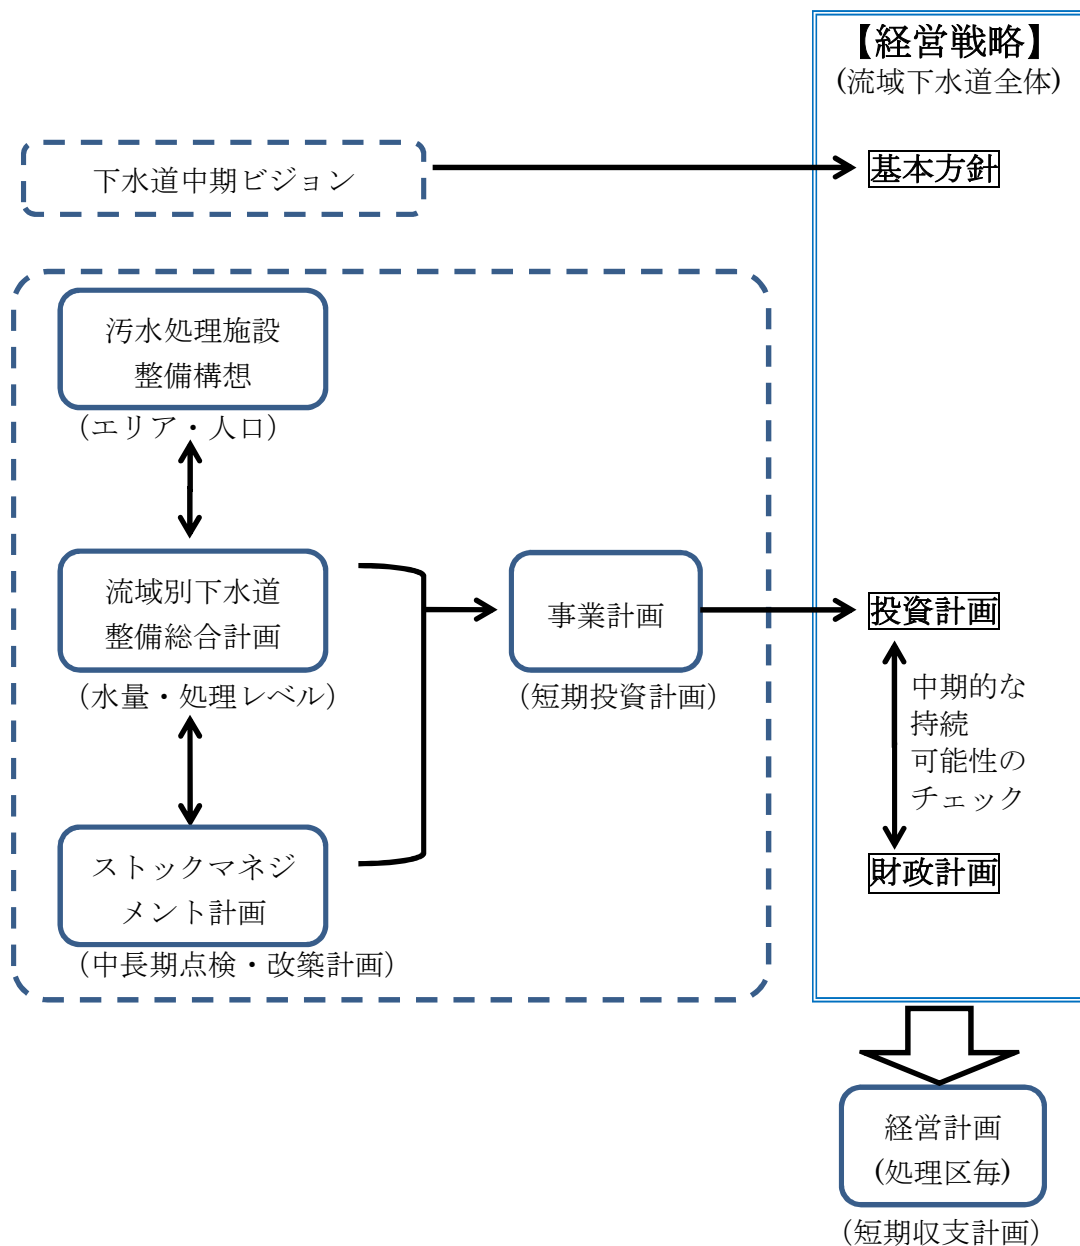 【経営戦略】
(流域下水道全体)
下水道中期ビジョン
基本方針
汚水処理施設
整備構想
（エリア・人口）
流域別下水道
整備総合計画
（水量・処理レベル）
ストックマネジ
メント計画
（中長期点検・改築計画）
事業計画
（短期投資計画）
投資計画
中期的な
持続
可能性の
チェック
財政計画
経営計画
(処理区毎)
（短期収支計画）